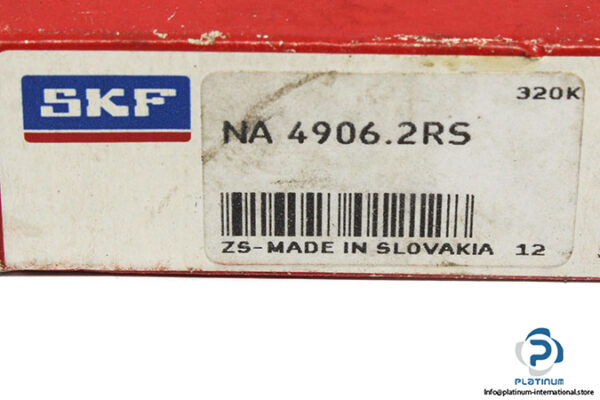 SKF
320K
NA 4906.2RS
ZS-MADE IN SLOVAKIA 12
PLATINUM
Info@platinum-international.store